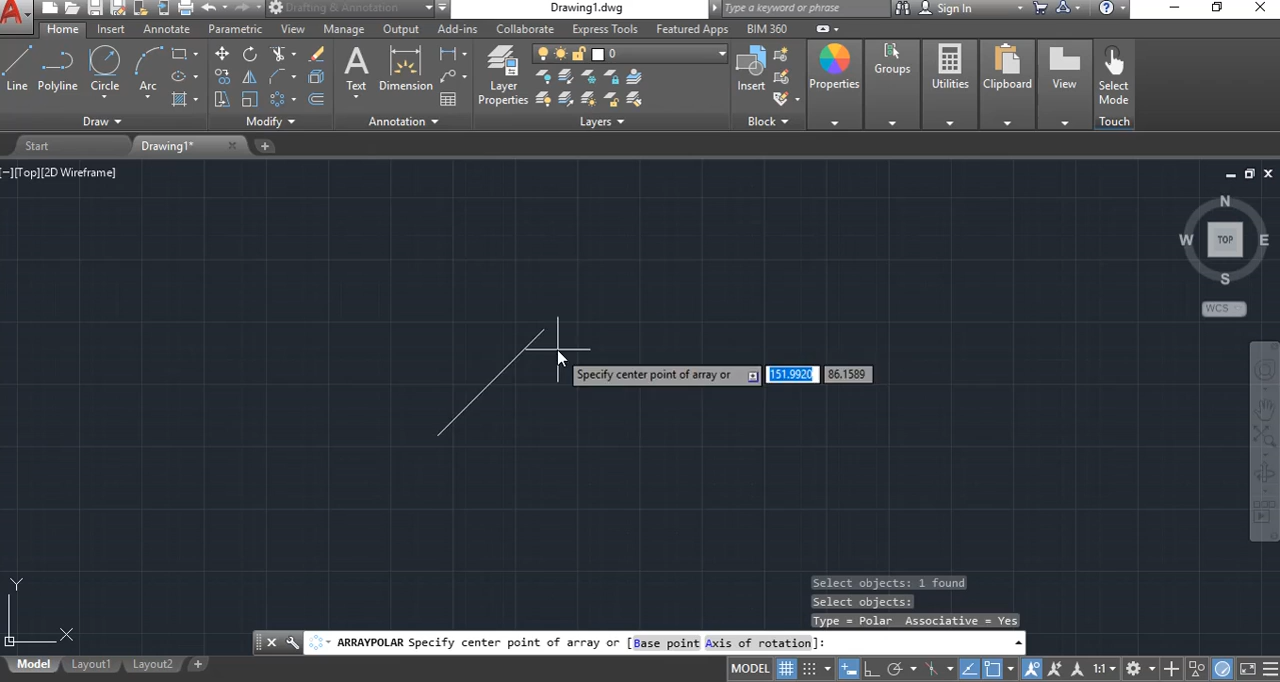 Drafting & Annotation
Drawing1.dwg
Type a keyword or phrase
Sign In
Home Insert Annotate Parametric View Manage Output Add-ins Collaborate Express Tools Featured Apps BIM 360
Line Polyline Circle Arc
Text Dimension
Layer Properties
0
Insert
Properties Groups Utilities Clipboard View
Select Mode
Draw Modify Annotation Layers Block Touch
Start Drawing1*
[−][Top][2D Wireframe]
N
W TOP E
S
WCS
Specify center point of array or 151.9920 86.1589
Y
X
Select objects: 1 found
Select objects:
Type = Polar Associative = Yes
ARRAYPOLAR Specify center point of array or [Base point Axis of rotation]:
Model Layout1 Layout2
MODEL 1:1